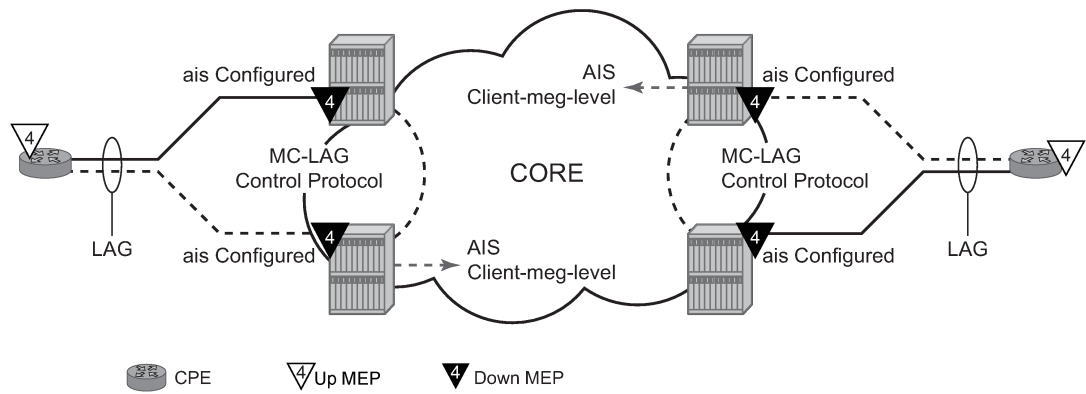 ais Configured
4
4
MC-LAG
Control Protocol
LAG
4
ais Configured
AIS
Client-meg-level
CORE
AIS
Client-meg-level
ais Configured
4
4
MC-LAG
Control Protocol
LAG
4
ais Configured
CPE
4 Up MEP
4 Down MEP